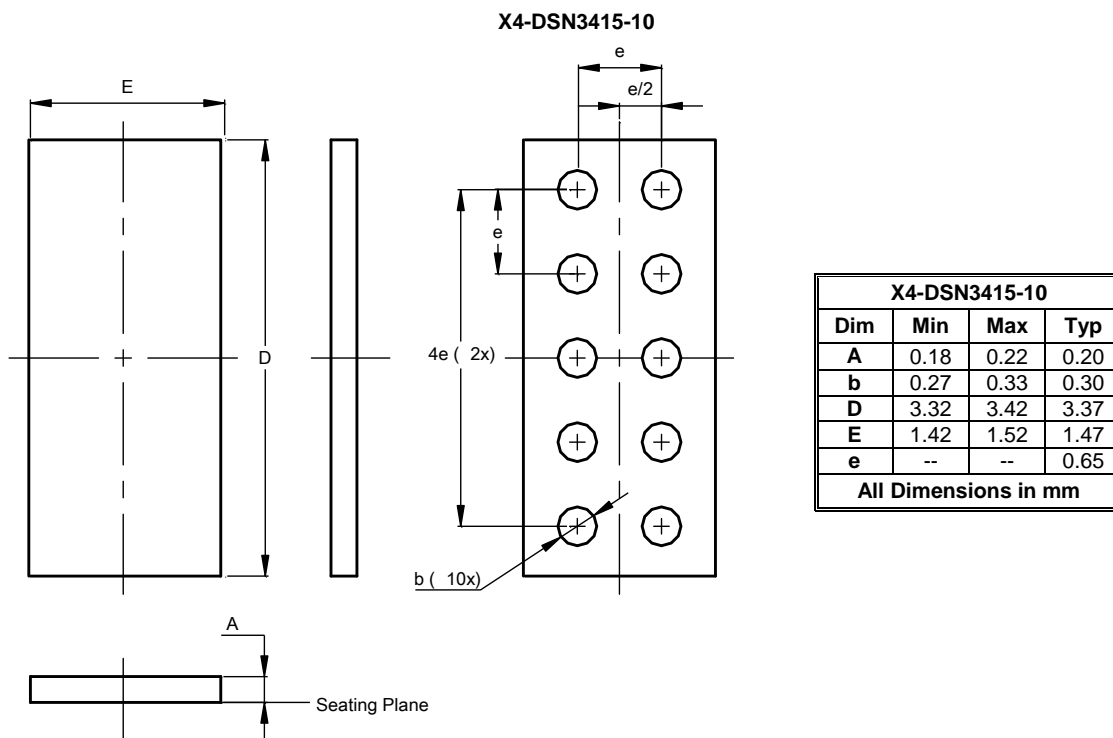 X4-DSN3415-10
e
E
e/2
e
D
4e ( 2x)
b ( 10x)
A
Seating Plane
X4-DSN3415-10
Dim Min Max Typ
A 0.18 0.22 0.20
b 0.27 0.33 0.30
D 3.32 3.42 3.37
E 1.42 1.52 1.47
e -- -- 0.65
All Dimensions in mm